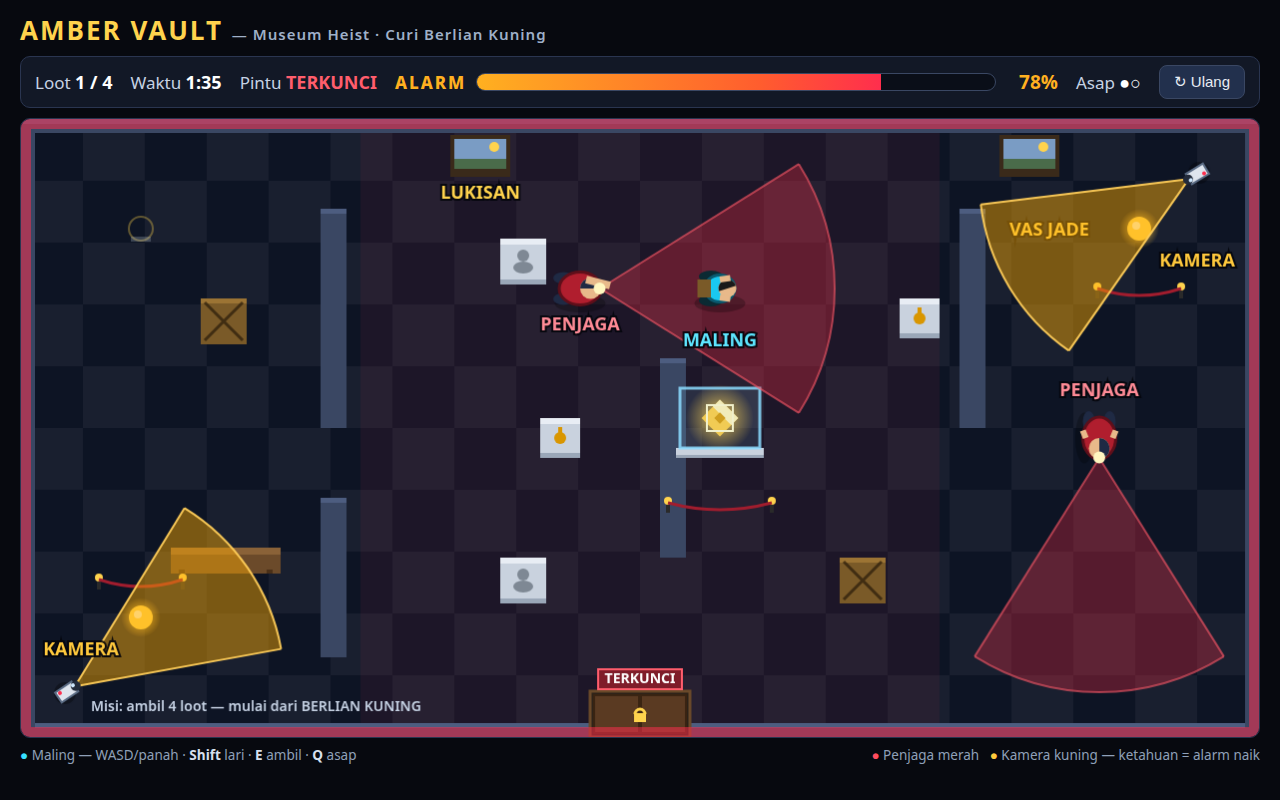 AMBER VAULT — Museum Heist · Curi Berlian Kuning
Loot 1 / 4 Waktu 1:35 Pintu TERKUNCI ALARM 78% Asap ●○ ↻ Ulang
LUKISAN
VAS JADE
KAMERA
PENJAGA
MALING
PENJAGA
KAMERA
TERKUNCI
Misi: ambil 4 loot — mulai dari BERLIAN KUNING
● Maling — WASD/panah · Shift lari · E ambil · Q asap
● Penjaga merah ● Kamera kuning — ketahuan = alarm naik